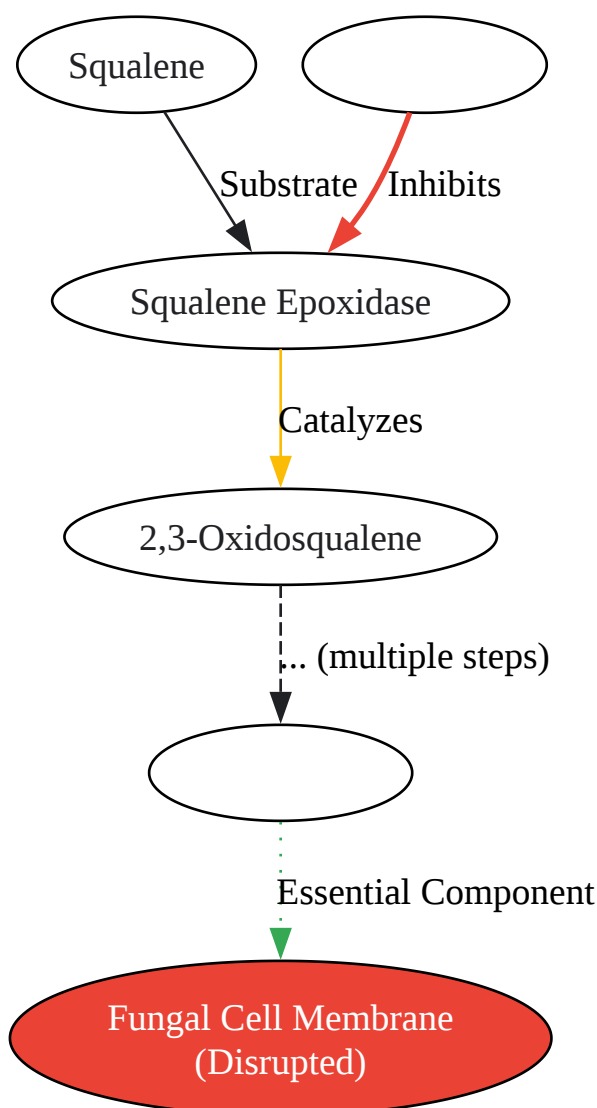 Squalene
Substrate
Inhibits
Squalene Epoxidase
Catalyzes
2,3-Oxidosqualene
... (multiple steps)
Essential Component
Fungal Cell Membrane
(Disrupted)